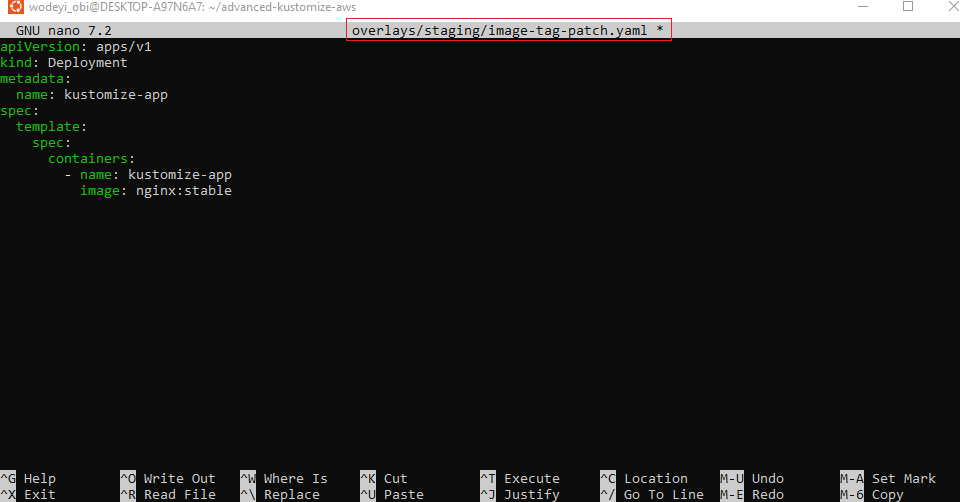 wodeyi_obi@DESKTOP-A97N6A7: ~/advanced-kustomize-aws
GNU nano 7.2 overlays/staging/image-tag-patch.yaml *
apiVersion: apps/v1
kind: Deployment
metadata:
  name: kustomize-app
spec:
  template:
    spec:
      containers:
        - name: kustomize-app
          image: nginx:stable
^G Help ^O Write Out ^W Where Is ^K Cut ^T Execute ^C Location M-U Undo M-A Set Mark
^X Exit ^R Read File ^\ Replace ^U Paste ^J Justify ^/ Go To Line M-E Redo M-6 Copy